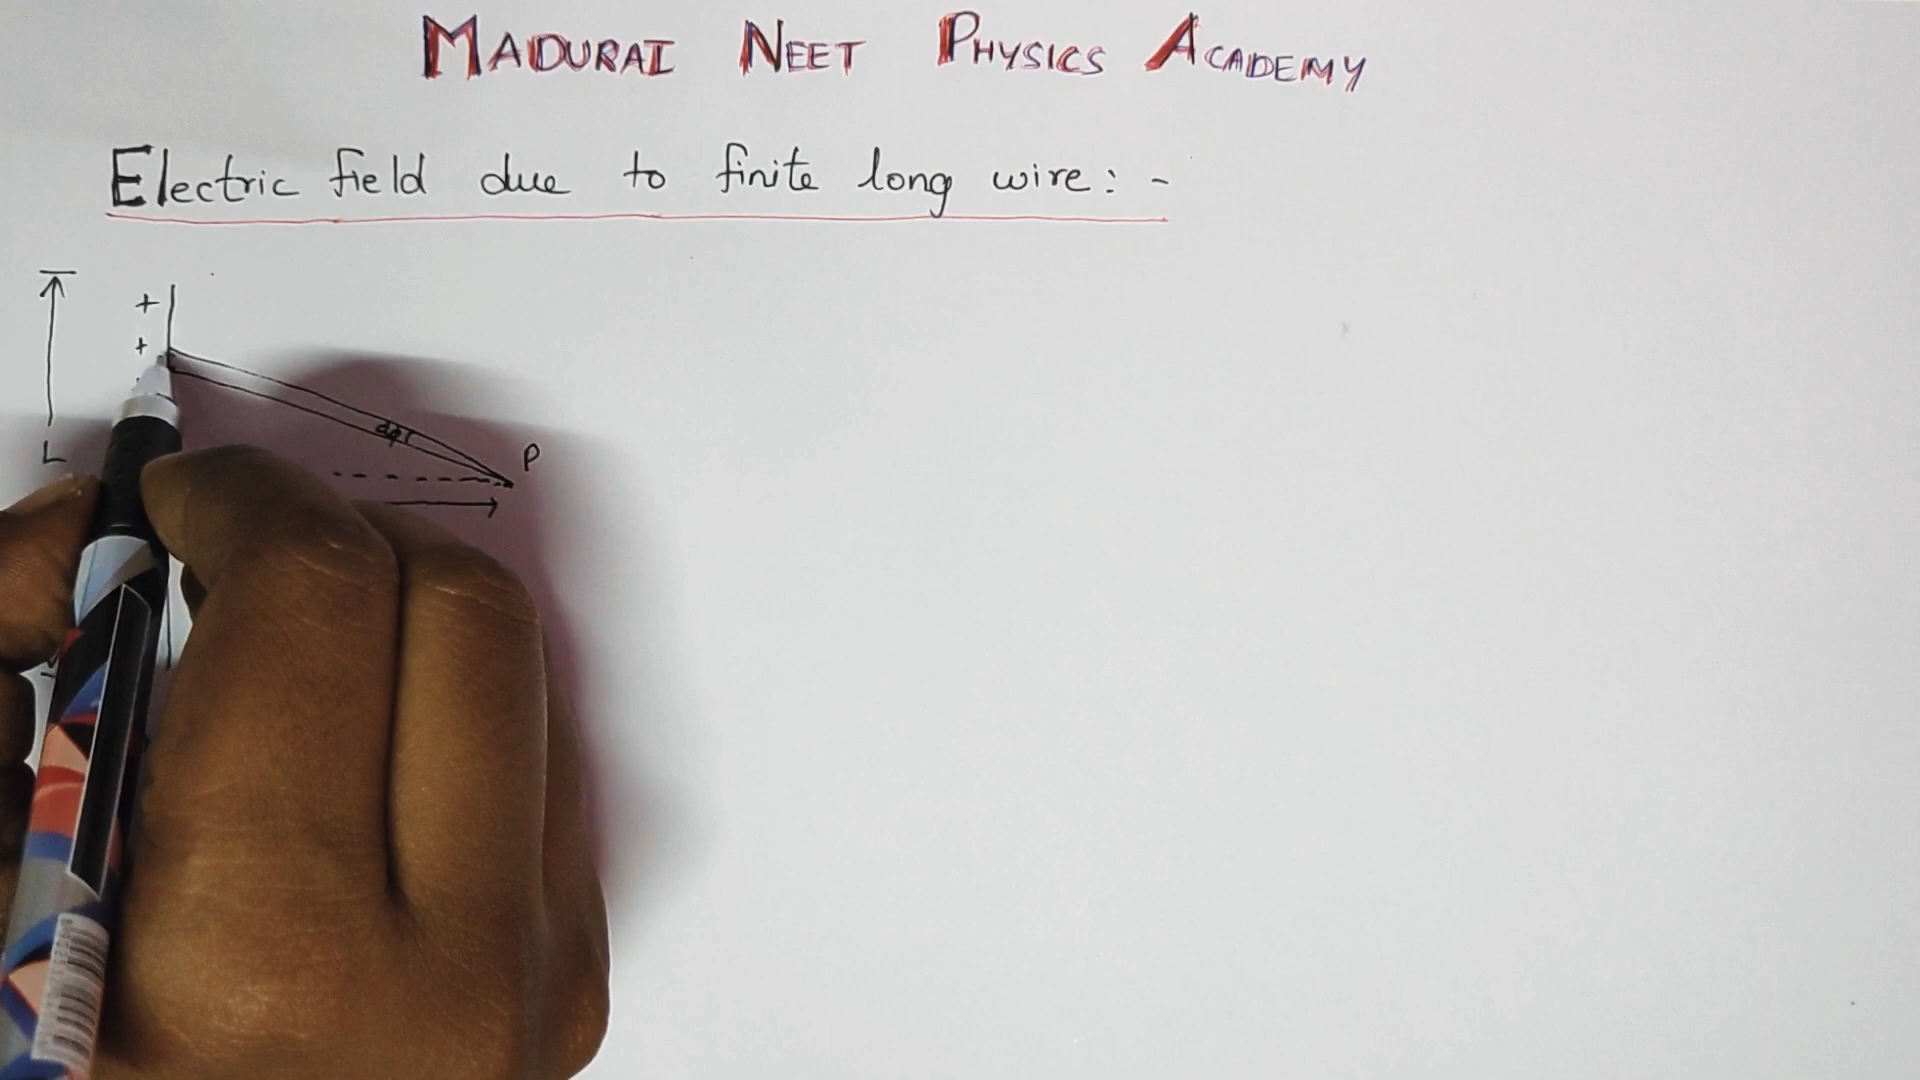 MADURAI NEET PHYSICS ACADEMY
Electric field due to finite long wire: -
+
+
P
L